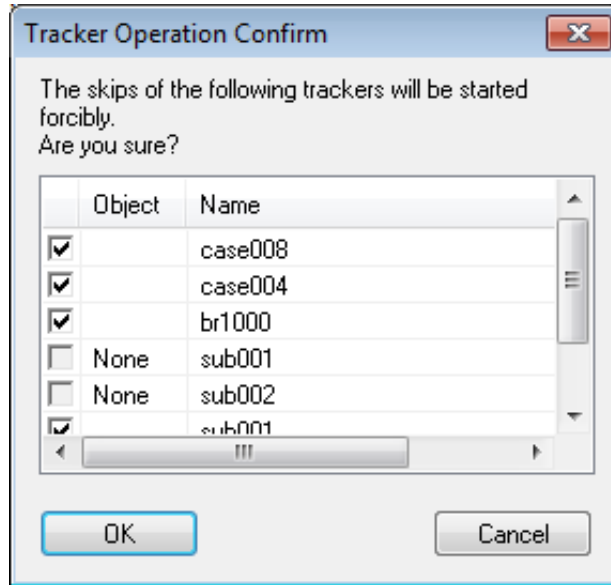 Tracker Operation Confirm
The skips of the following trackers will be started
forcibly.
Are you sure?
Object Name
case008
case004
br1000
None sub001
None sub002
sub001
OK Cancel